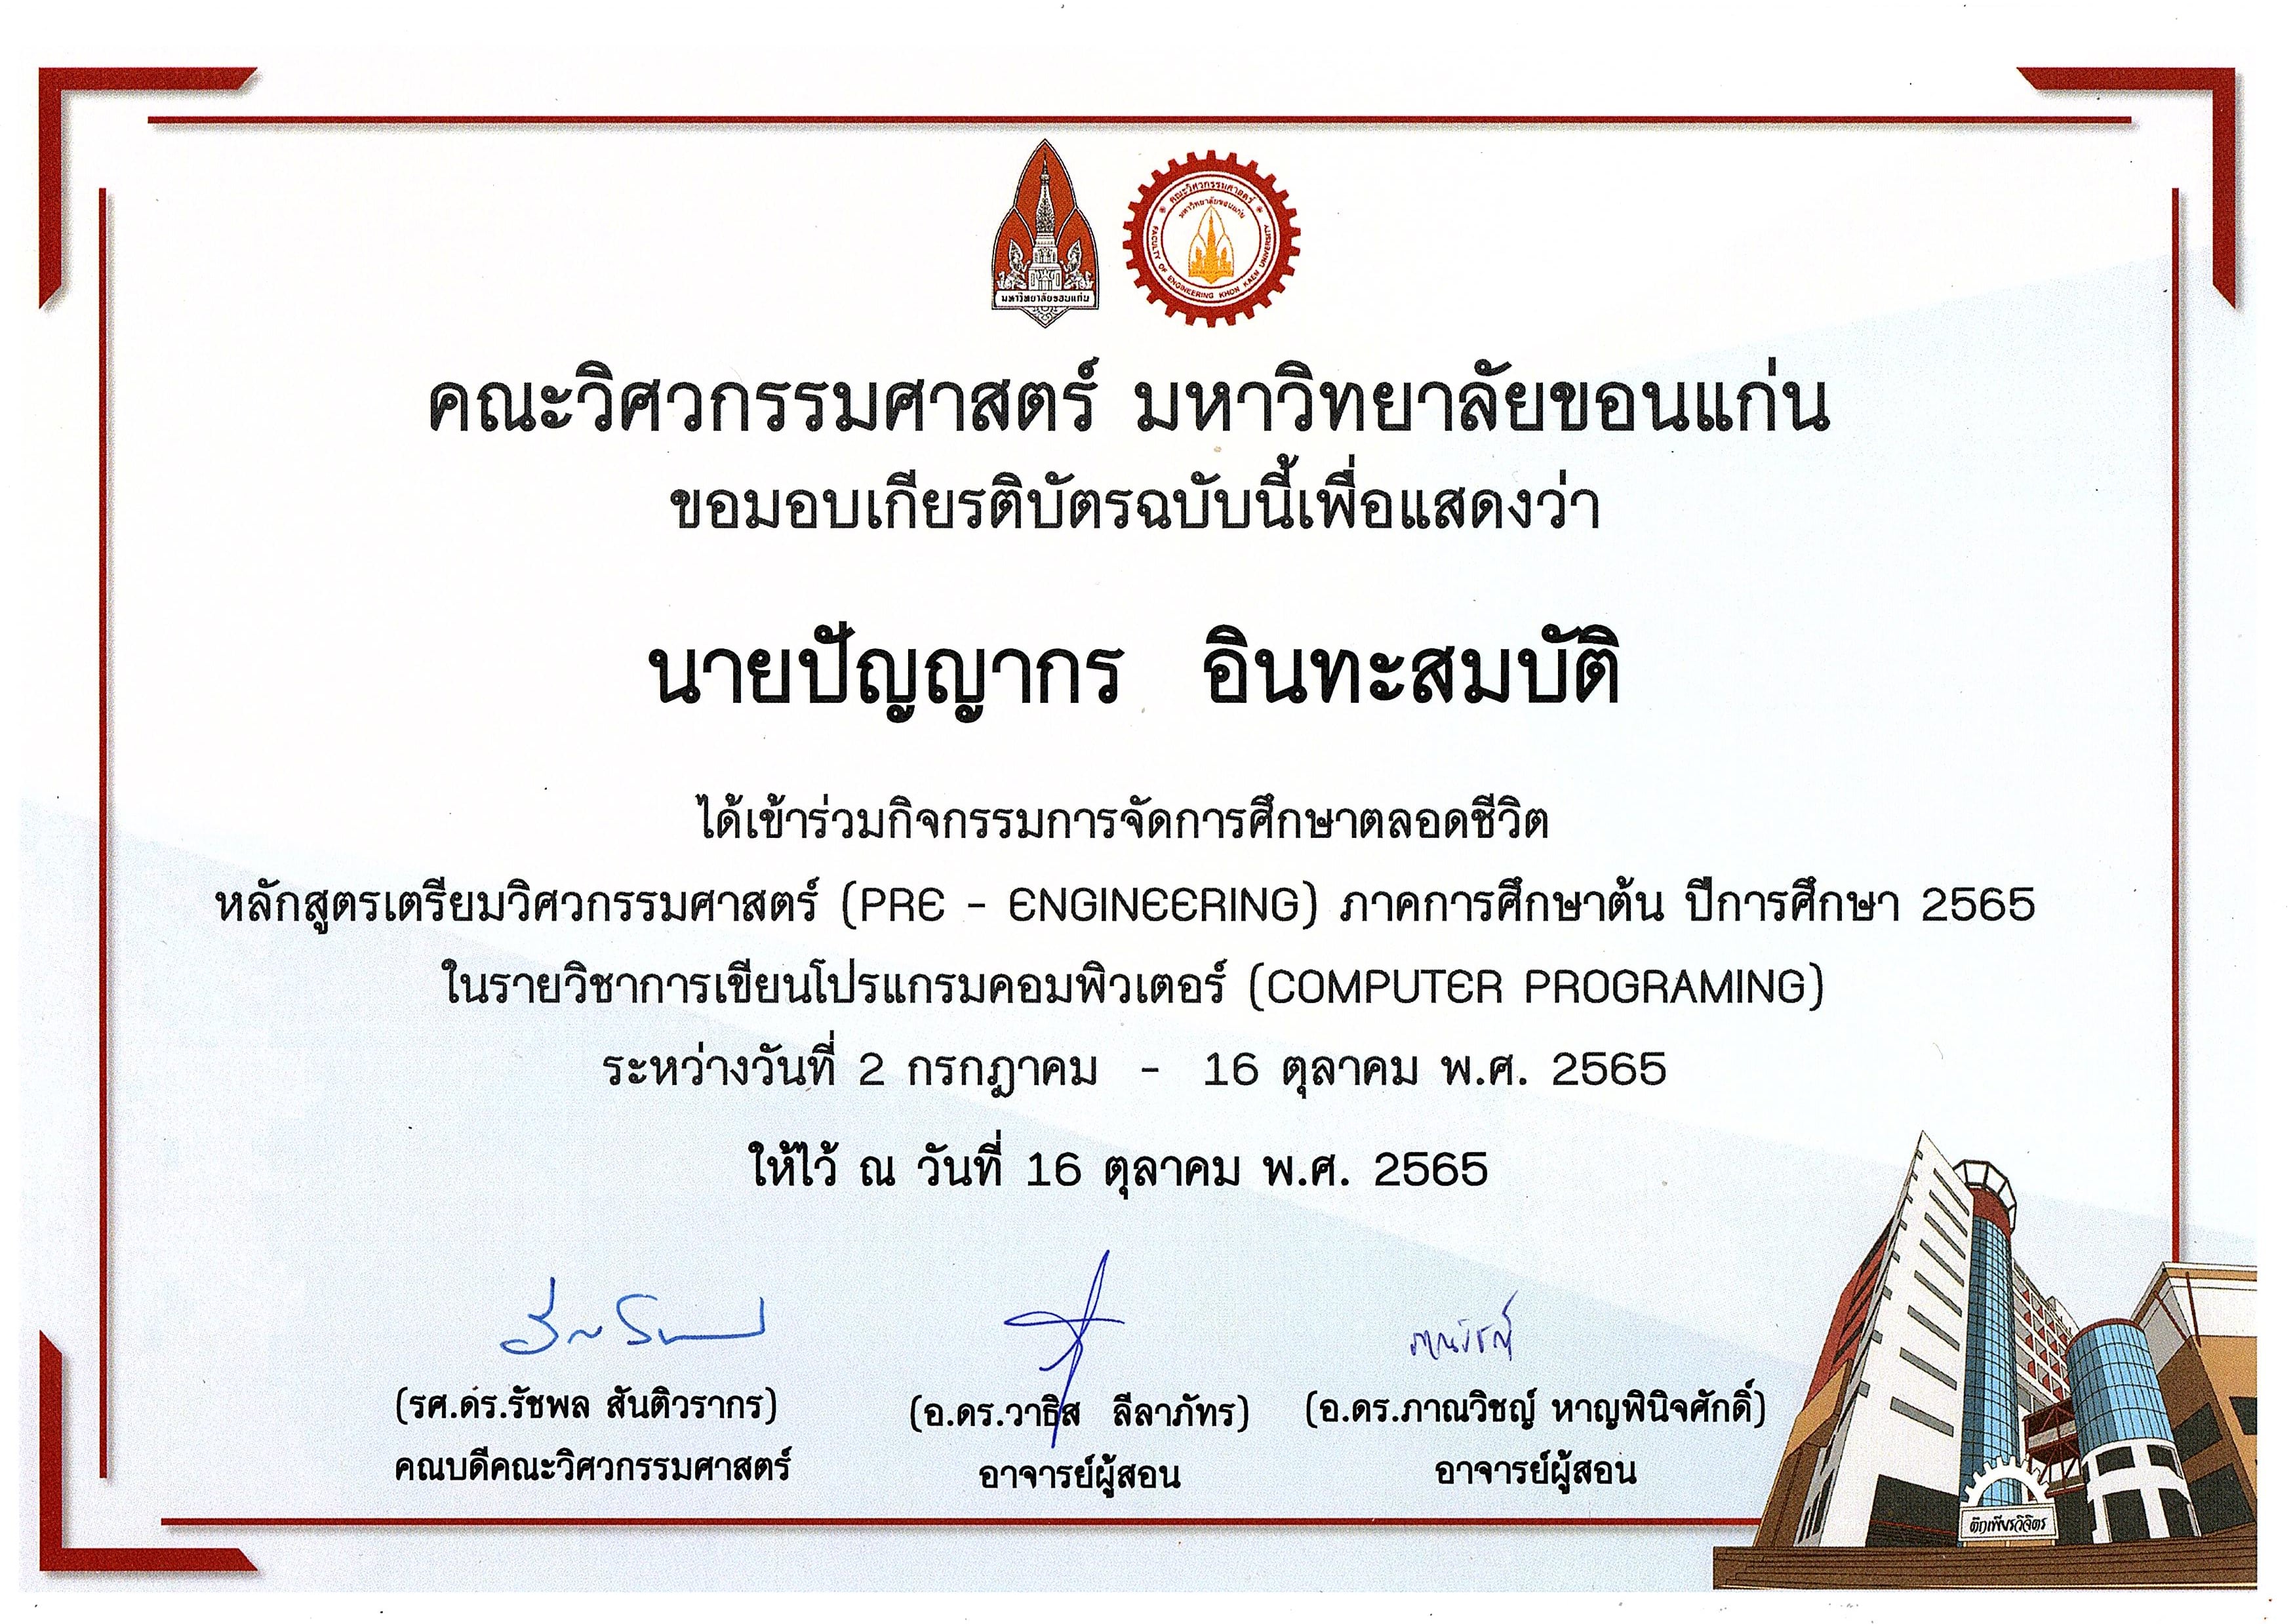 มหาวิทยาลัยขอนแก่น
คณะวิศวกรรมศาสตร์
มหาวิทยาลัยขอนแก่น
FACULTY OF ENGINEERING KHON KAEN UNIVERSITY
คณะวิศวกรรมศาสตร์ มหาวิทยาลัยขอนแก่น
ขอมอบเกียรติบัตรฉบับนี้เพื่อแสดงว่า
นายปัญญากร อินทะสมบัติ
ได้เข้าร่วมกิจกรรมการจัดการศึกษาตลอดชีวิต
หลักสูตรเตรียมวิศวกรรมศาสตร์ (PRE - ENGINEERING) ภาคการศึกษาต้น ปีการศึกษา 2565
ในรายวิชาการเขียนโปรแกรมคอมพิวเตอร์ (COMPUTER PROGRAMING)
ระหว่างวันที่ 2 กรกฎาคม - 16 ตุลาคม พ.ศ. 2565
ให้ไว้ ณ วันที่ 16 ตุลาคม พ.ศ. 2565
(รศ.ดร.รัชพล สันติวรากร) (อ.ดร.วาธิส ลีลาภัทร) (อ.ดร.ภาณวิชญ์ หาญพินิจศักดิ์)
คณบดีคณะวิศวกรรมศาสตร์ อาจารย์ผู้สอน อาจารย์ผู้สอน
ตึกเพียรวิจิตร